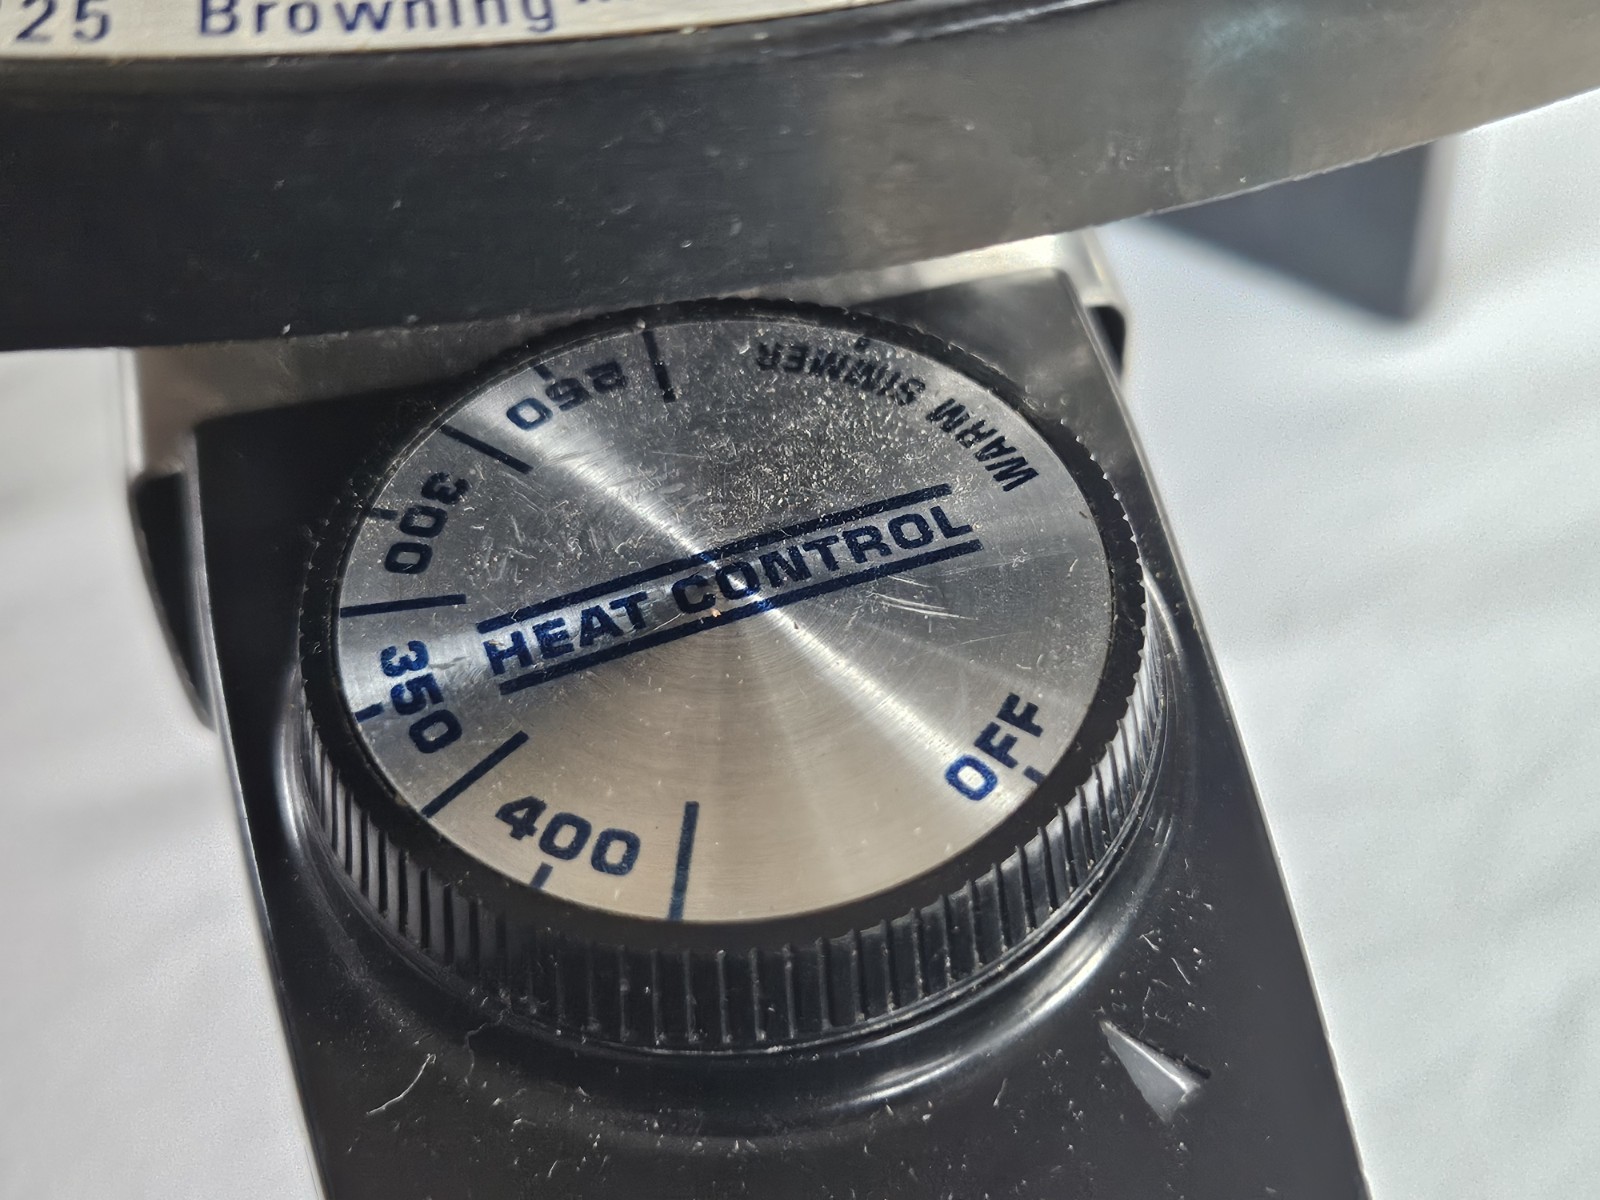 25 Browning
WARM SIMMER
250
300
350
400
OFF
HEAT CONTROL